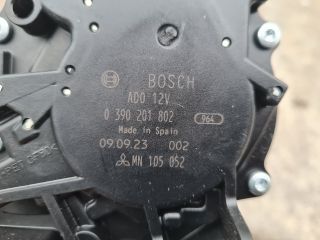 BOSCH
ADO 12V
0 390 201 802 964
Made in Spain
09.09.23 002
MN 105 052